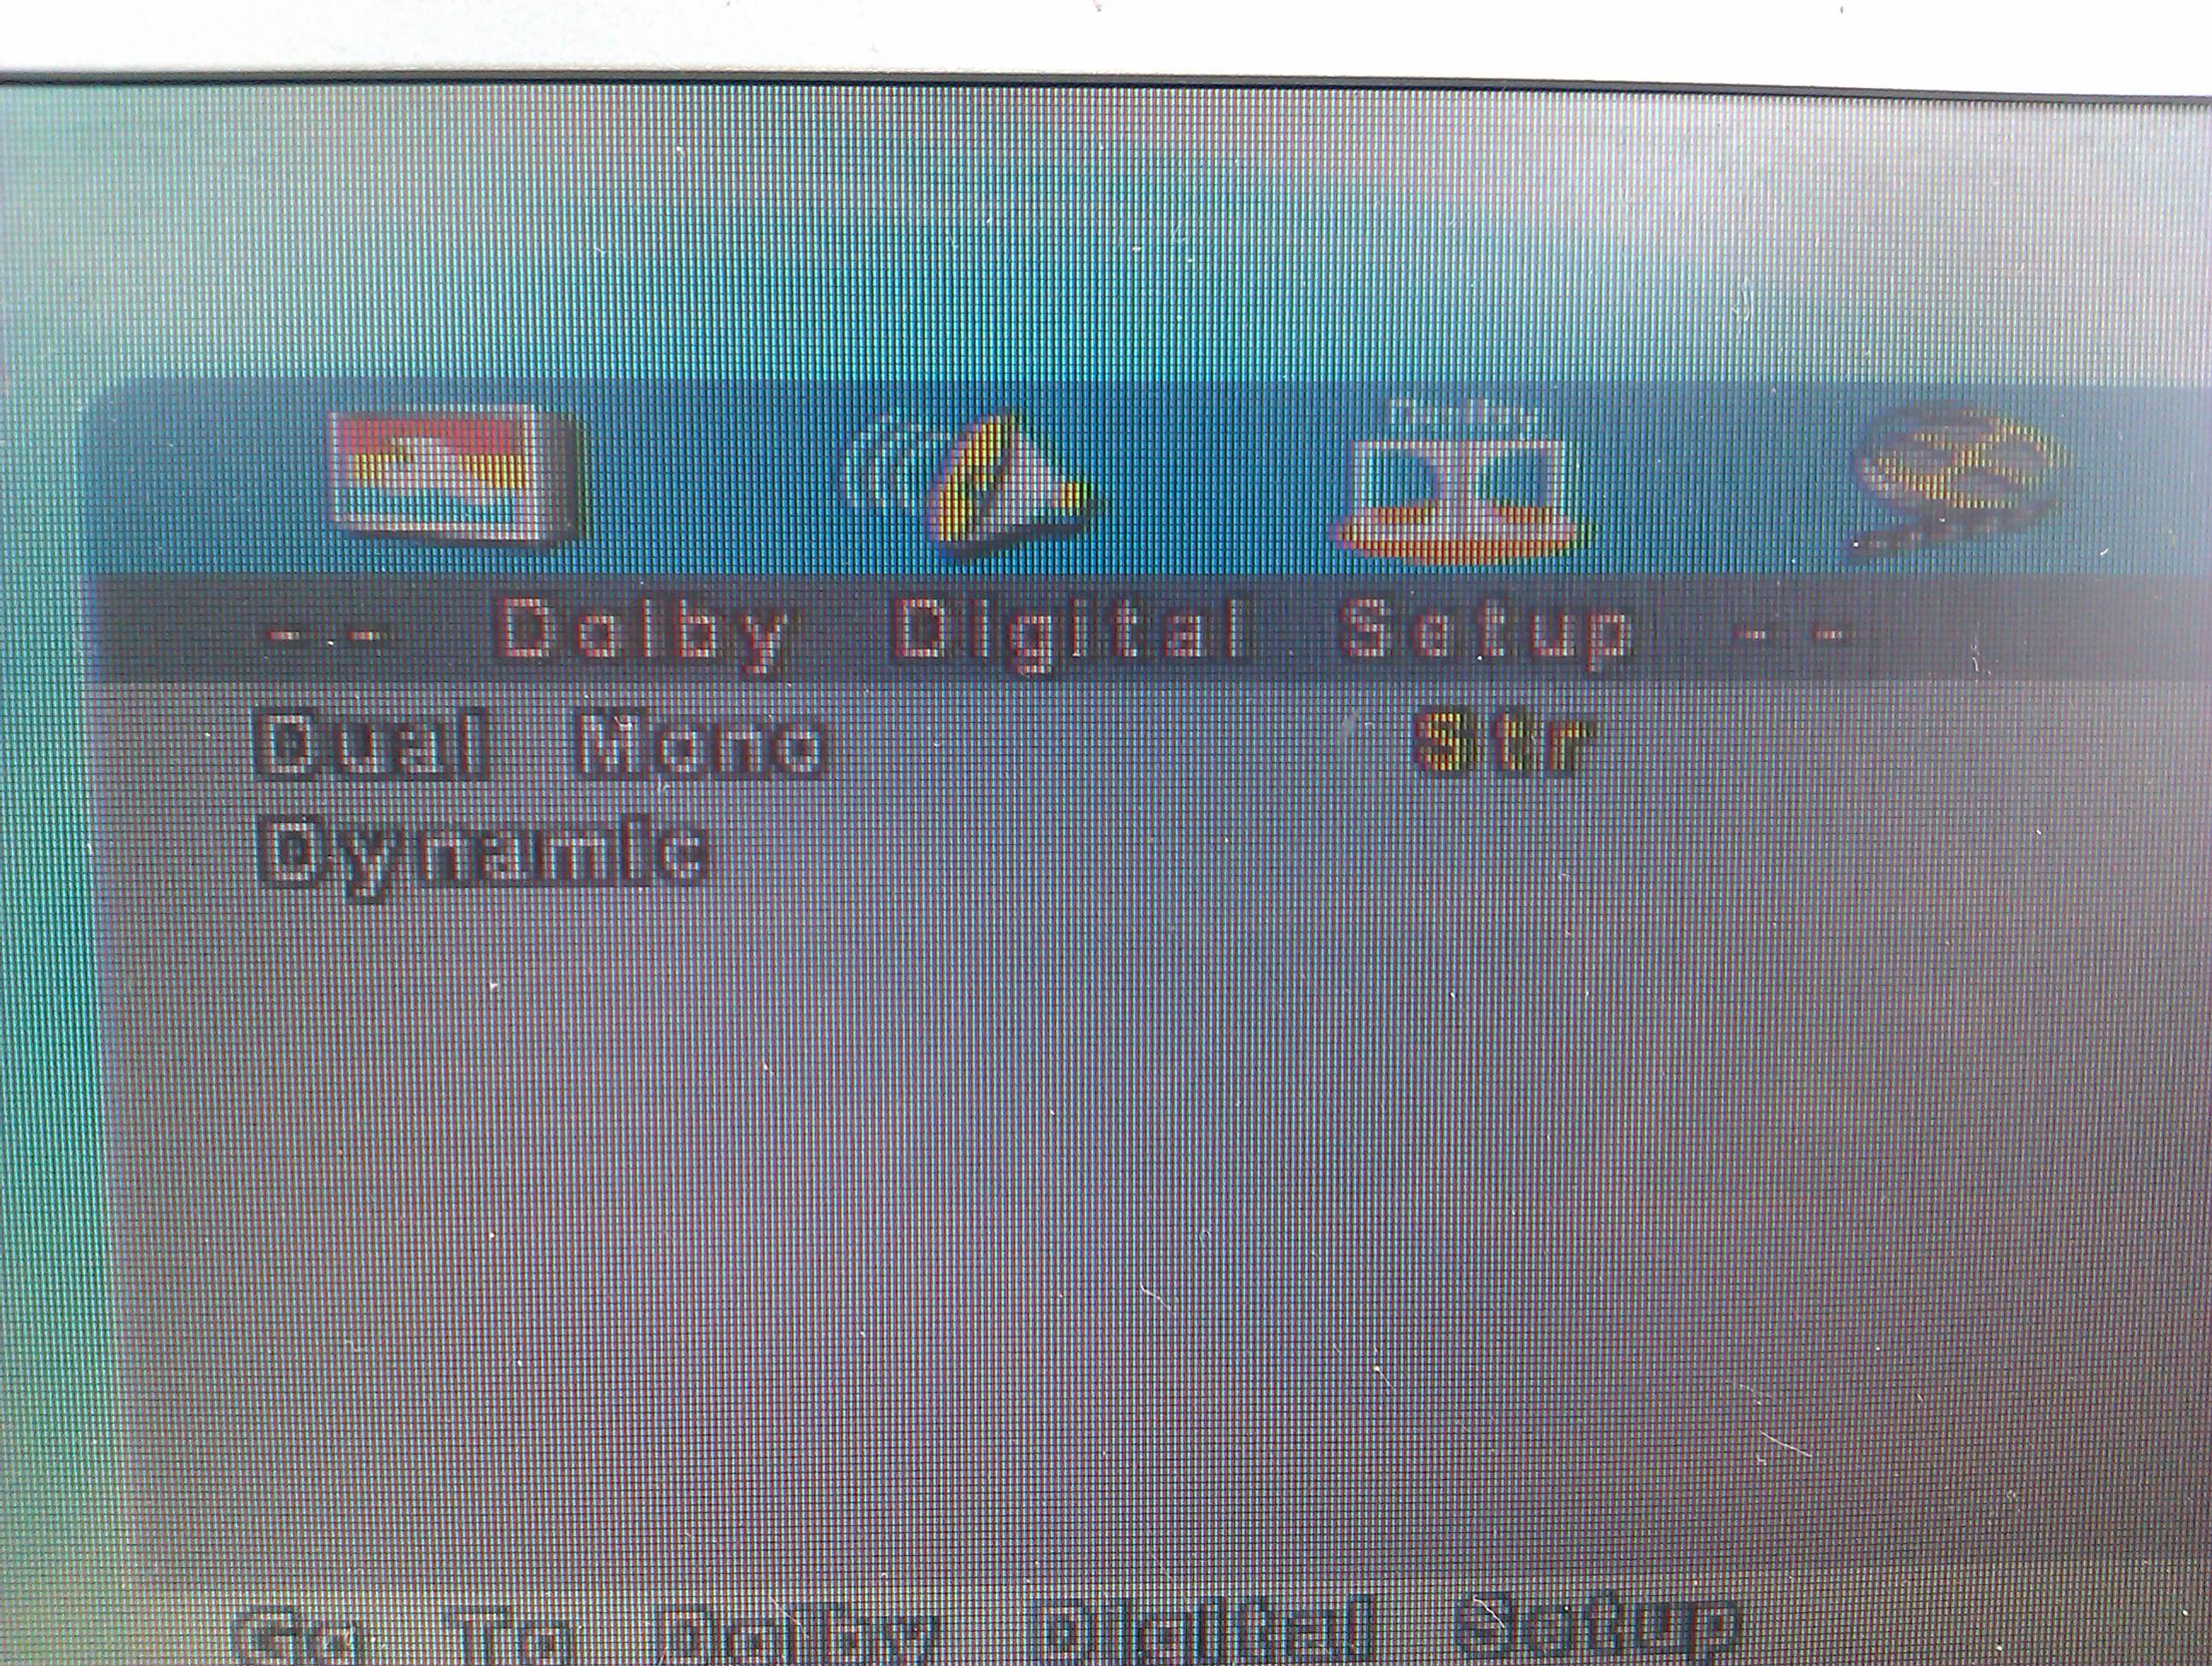 -- Dolby Digital Setup --
Dual Mono Str
Dynamic
Go To Dolby Digital Setup